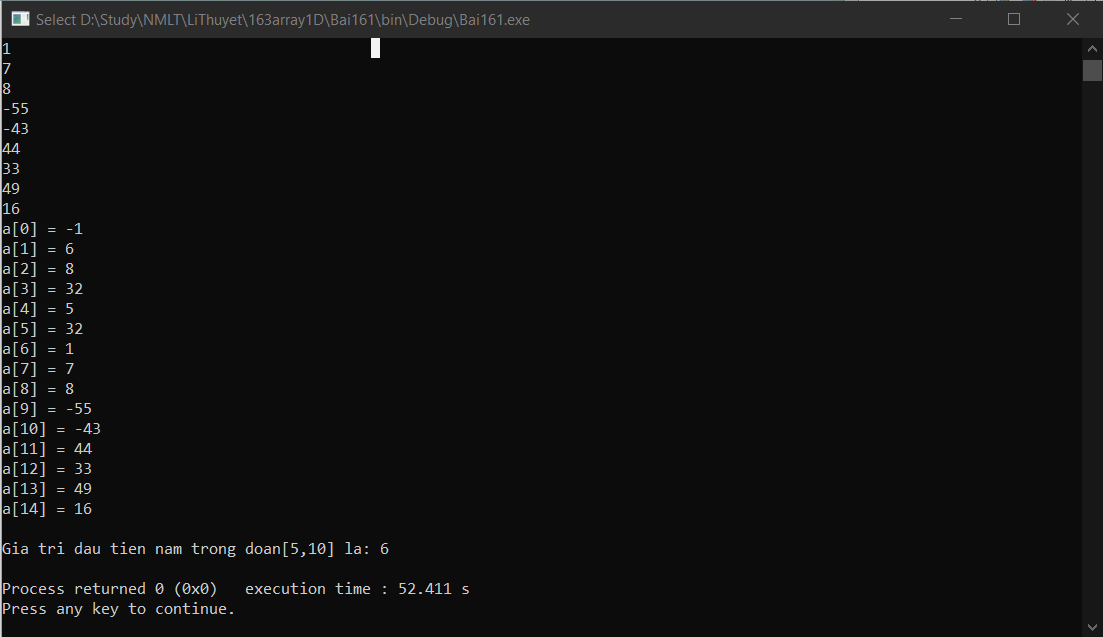 Select D:\Study\NMLT\LiThuyet\163array1D\Bai161\bin\Debug\Bai161.exe
1
7
8
-55
-43
44
33
49
16
a[0] = -1
a[1] = 6
a[2] = 8
a[3] = 32
a[4] = 5
a[5] = 32
a[6] = 1
a[7] = 7
a[8] = 8
a[9] = -55
a[10] = -43
a[11] = 44
a[12] = 33
a[13] = 49
a[14] = 16
Gia tri dau tien nam trong doan[5,10] la: 6
Process returned 0 (0x0)   execution time : 52.411 s
Press any key to continue.